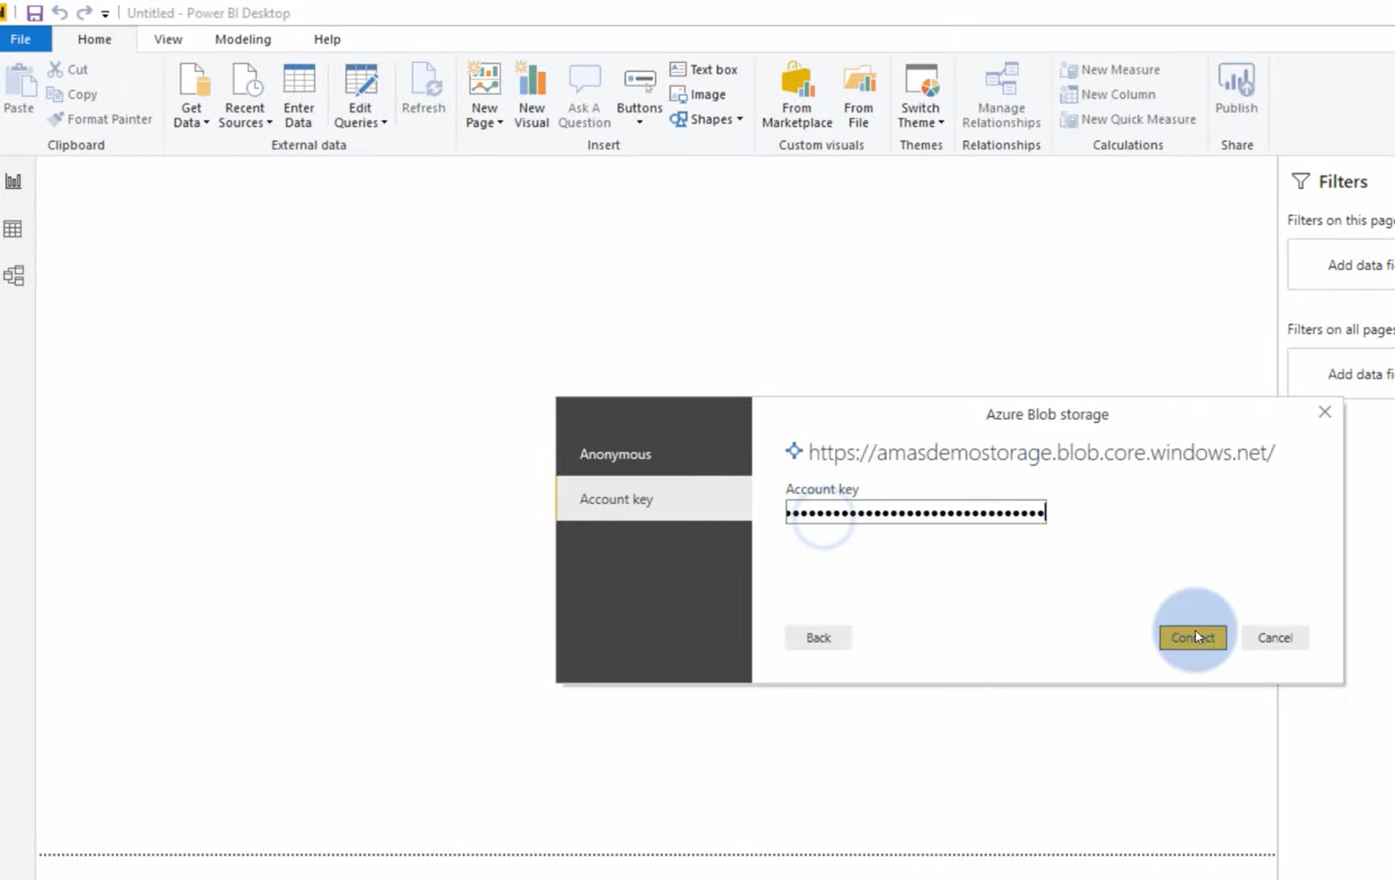 Untitled - Power BI Desktop
File Home View Modeling Help
Paste
Cut
Copy
Format Painter
Clipboard
Get Data
Recent Sources
Enter Data
Edit Queries
Refresh
External data
New Page
New Visual
Ask A Question
Buttons
Text box
Image
Shapes
Insert
From Marketplace
From File
Custom visuals
Switch Theme
Themes
Manage Relationships
Relationships
New Measure
New Column
New Quick Measure
Calculations
Publish
Share
Filters
Filters on this page
Add data fi
Filters on all pages
Add data fi
Azure Blob storage
Anonymous
Account key
https://amasdemostorage.blob.core.windows.net/
Account key
Back
Connect
Cancel